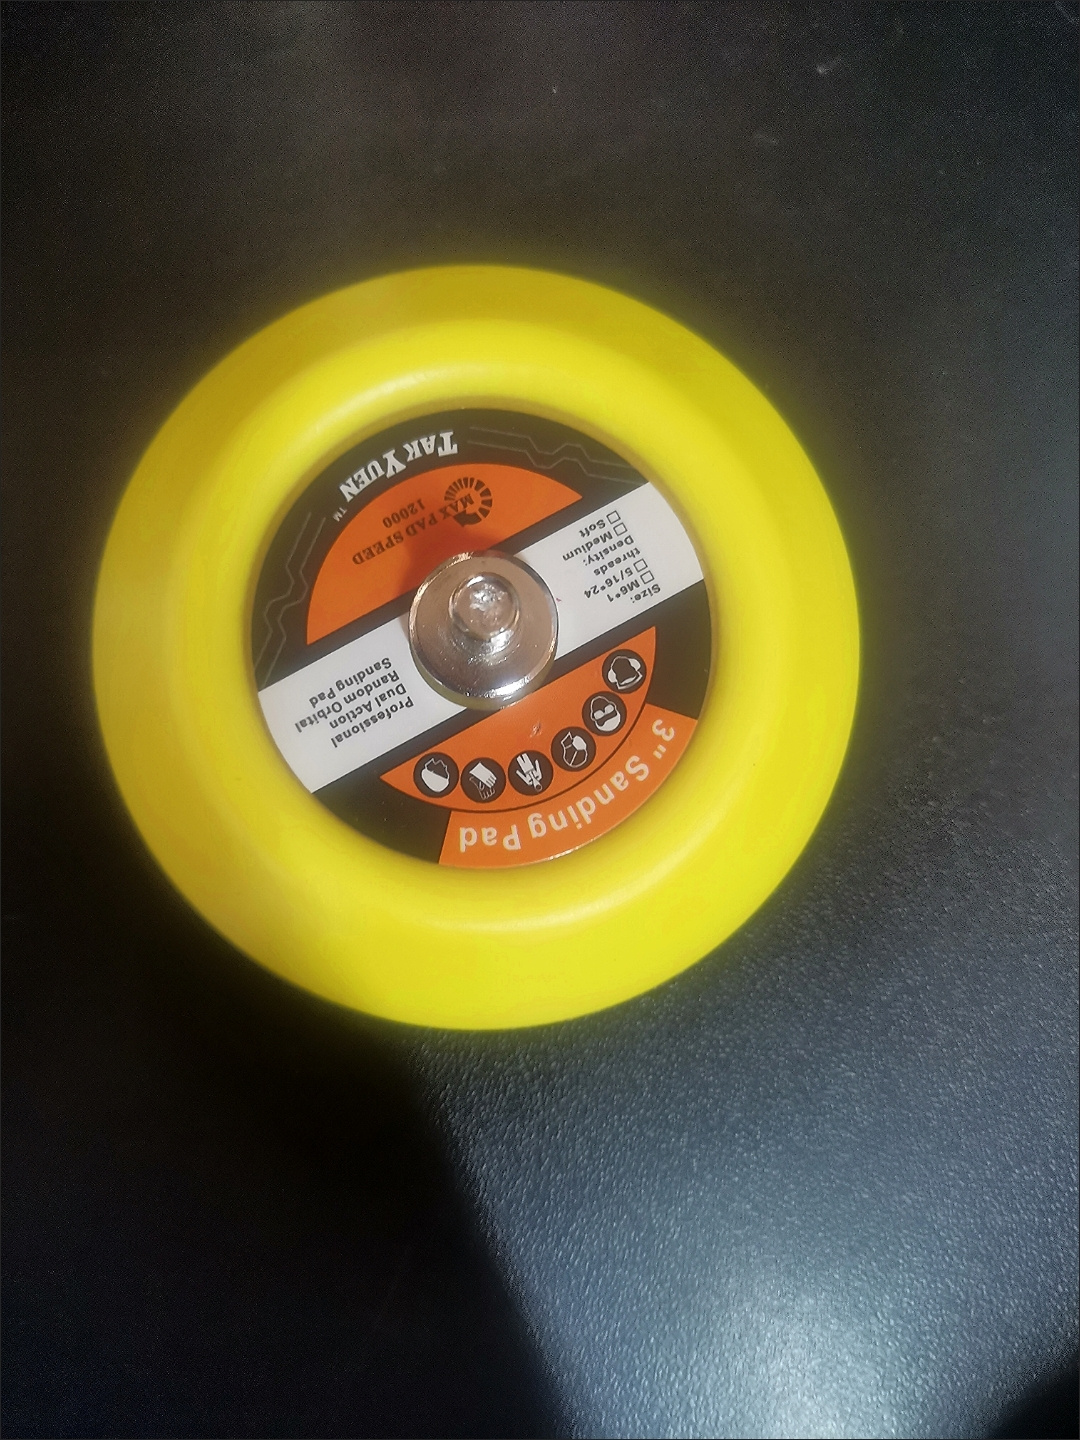 3" Sanding Pad
Size:
☐ M6*1
☐ 5/16*24
threads
Density:
☐ Medium
☐ Soft
Professional
Dual Action
Random Orbital
Sanding Pad
MAX PAD SPEED
12000
TAK YUEN ™